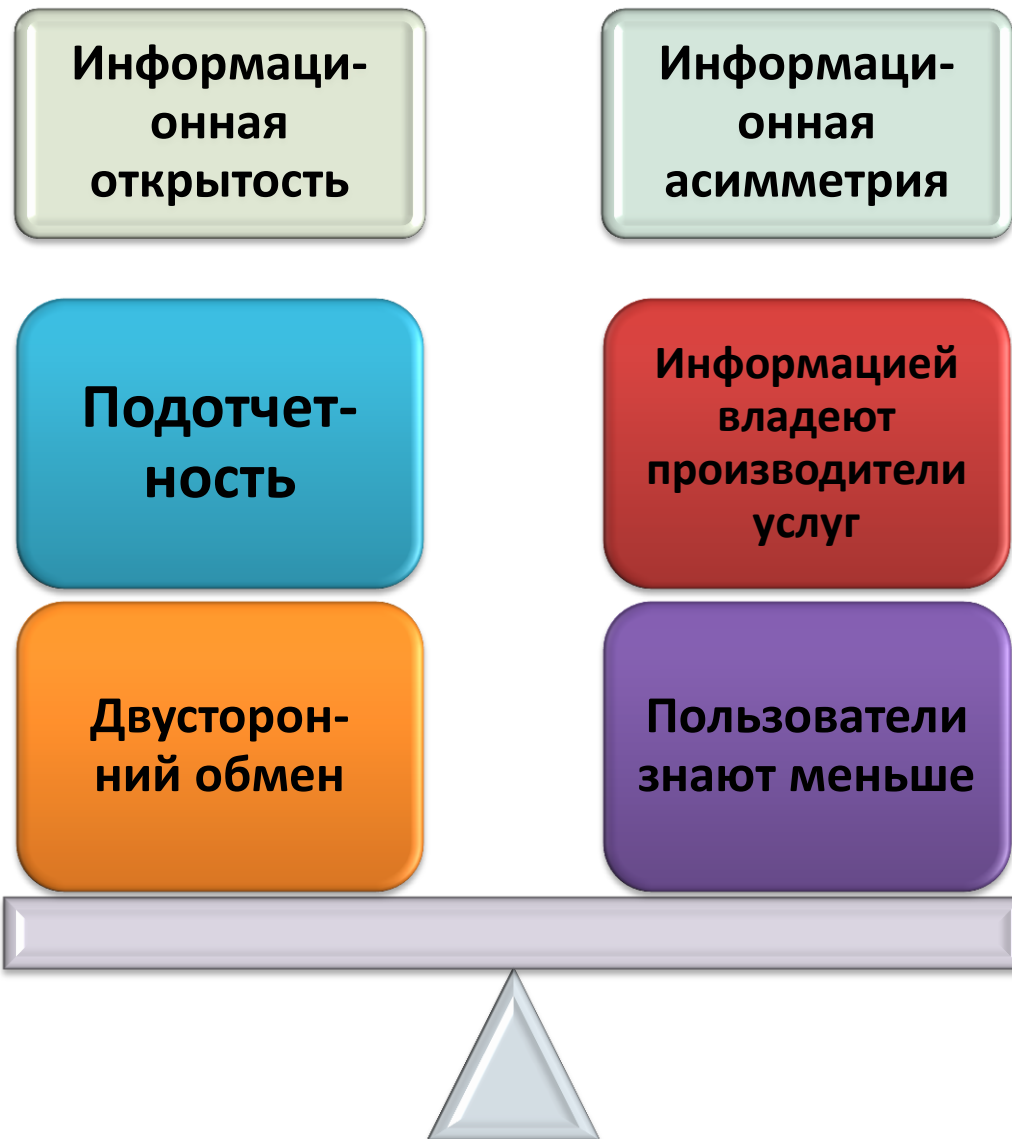 Информаци-
онная
открытость
Информаци-
онная
асимметрия
Подотчет-
ность
Информацией
владеют
производители
услуг
Двусторон-
ний обмен
Пользователи
знают меньше